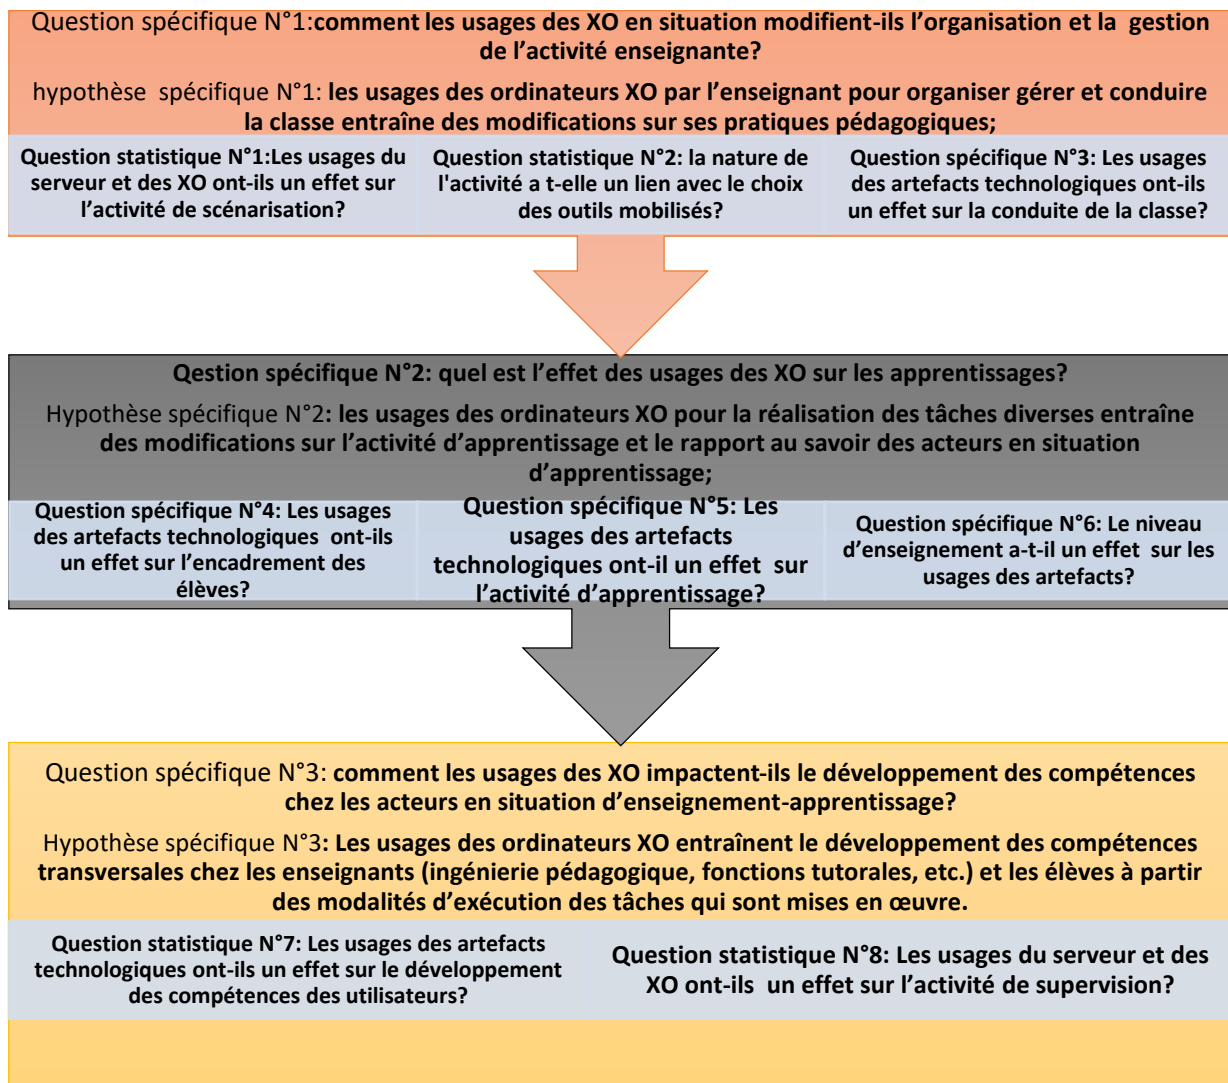 Question spécifique N°1:comment les usages des XO en situation modifient-ils l’organisation et la gestion
de l’activité enseignante?
hypothèse spécifique N°1: les usages des ordinateurs XO par l’enseignant pour organiser gérer et conduire
la classe entraîne des modifications sur ses pratiques pédagogiques;
Question statistique N°1:Les usages du
serveur et des XO ont-ils un effet sur
l’activité de scénarisation?
Question statistique N°2: la nature de
l'activité a t-elle un lien avec le choix
des outils mobilisés?
Question spécifique N°3: Les usages
des artefacts technologiques ont-ils
un effet sur la conduite de la classe?
Qestion spécifique N°2: quel est l’effet des usages des XO sur les apprentissages?
Hypothèse spécifique N°2: les usages des ordinateurs XO pour la réalisation des tâches diverses entraîne
des modifications sur l’activité d’apprentissage et le rapport au savoir des acteurs en situation
d’apprentissage;
Question spécifique N°4: Les usages
des artefacts technologiques ont-ils
un effet sur l’encadrement des
élèves?
Question spécifique N°5: Les
usages des artefacts
technologiques ont-il un effet sur
l’activité d’apprentissage?
Question spécifique N°6: Le niveau
d’enseignement a-t-il un effet sur les
usages des artefacts?
Question spécifique N°3: comment les usages des XO impactent-ils le développement des compétences
chez les acteurs en situation d’enseignement-apprentissage?
Hypothèse spécifique N°3: Les usages des ordinateurs XO entraînent le développement des compétences
transversales chez les enseignants (ingénierie pédagogique, fonctions tutorales, etc.) et les élèves à partir
des modalités d’exécution des tâches qui sont mises en œuvre.
Question statistique N°7: Les usages des artefacts
technologiques ont-ils un effet sur le développement
des compétences des utilisateurs?
Question statistique N°8: Les usages du serveur et des
XO ont-ils un effet sur l’activité de supervision?